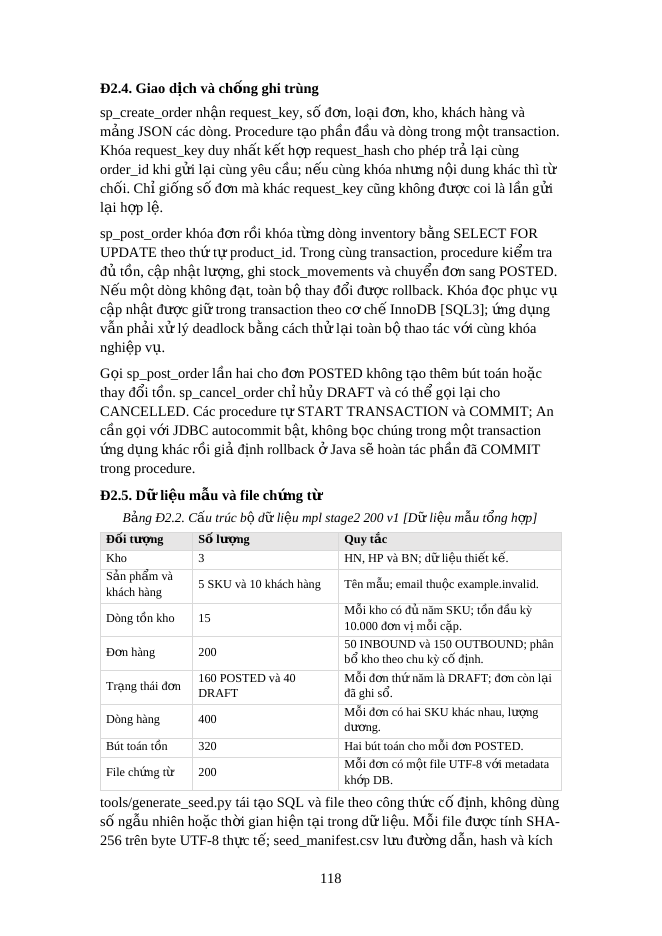 Đ2.4. Giao dịch và chống ghi trùng
sp_create_order nhận request_key, số đơn, loại đơn, kho, khách hàng và
mảng JSON các dòng. Procedure tạo phần đầu và dòng trong một transaction.
Khóa request_key duy nhất kết hợp request_hash cho phép trả lại cùng
order_id khi gửi lại cùng yêu cầu; nếu cùng khóa nhưng nội dung khác thì từ
chối. Chỉ giống số đơn mà khác request_key cũng không được coi là lần gửi
lại hợp lệ.
sp_post_order khóa đơn rồi khóa từng dòng inventory bằng SELECT FOR
UPDATE theo thứ tự product_id. Trong cùng transaction, procedure kiểm tra
đủ tồn, cập nhật lượng, ghi stock_movements và chuyển đơn sang POSTED.
Nếu một dòng không đạt, toàn bộ thay đổi được rollback. Khóa đọc phục vụ
cập nhật được giữ trong transaction theo cơ chế InnoDB [SQL3]; ứng dụng
vẫn phải xử lý deadlock bằng cách thử lại toàn bộ thao tác với cùng khóa
nghiệp vụ.
Gọi sp_post_order lần hai cho đơn POSTED không tạo thêm bút toán hoặc
thay đổi tồn. sp_cancel_order chỉ hủy DRAFT và có thể gọi lại cho
CANCELLED. Các procedure tự START TRANSACTION và COMMIT; An
cần gọi với JDBC autocommit bật, không bọc chúng trong một transaction
ứng dụng khác rồi giả định rollback ở Java sẽ hoàn tác phần đã COMMIT
trong procedure.
Đ2.5. Dữ liệu mẫu và file chứng từ
Bảng Đ2.2. Cấu trúc bộ dữ liệu mpl stage2 200 v1 [Dữ liệu mẫu tổng hợp]
Đối tượng Số lượng Quy tắc
Kho 3 HN, HP và BN; dữ liệu thiết kế.
Sản phẩm và
khách hàng 5 SKU và 10 khách hàng Tên mẫu; email thuộc example.invalid.
Dòng tồn kho 15 Mỗi kho có đủ năm SKU; tồn đầu kỳ
10.000 đơn vị mỗi cặp.
Đơn hàng 200 50 INBOUND và 150 OUTBOUND; phân
bổ kho theo chu kỳ cố định.
Trạng thái đơn 160 POSTED và 40
DRAFT Mỗi đơn thứ năm là DRAFT; đơn còn lại
đã ghi sổ.
Dòng hàng 400 Mỗi đơn có hai SKU khác nhau, lượng
dương.
Bút toán tồn 320 Hai bút toán cho mỗi đơn POSTED.
File chứng từ 200 Mỗi đơn có một file UTF-8 với metadata
khớp DB.
tools/generate_seed.py tái tạo SQL và file theo công thức cố định, không dùng
số ngẫu nhiên hoặc thời gian hiện tại trong dữ liệu. Mỗi file được tính SHA-
256 trên byte UTF-8 thực tế; seed_manifest.csv lưu đường dẫn, hash và kích
118